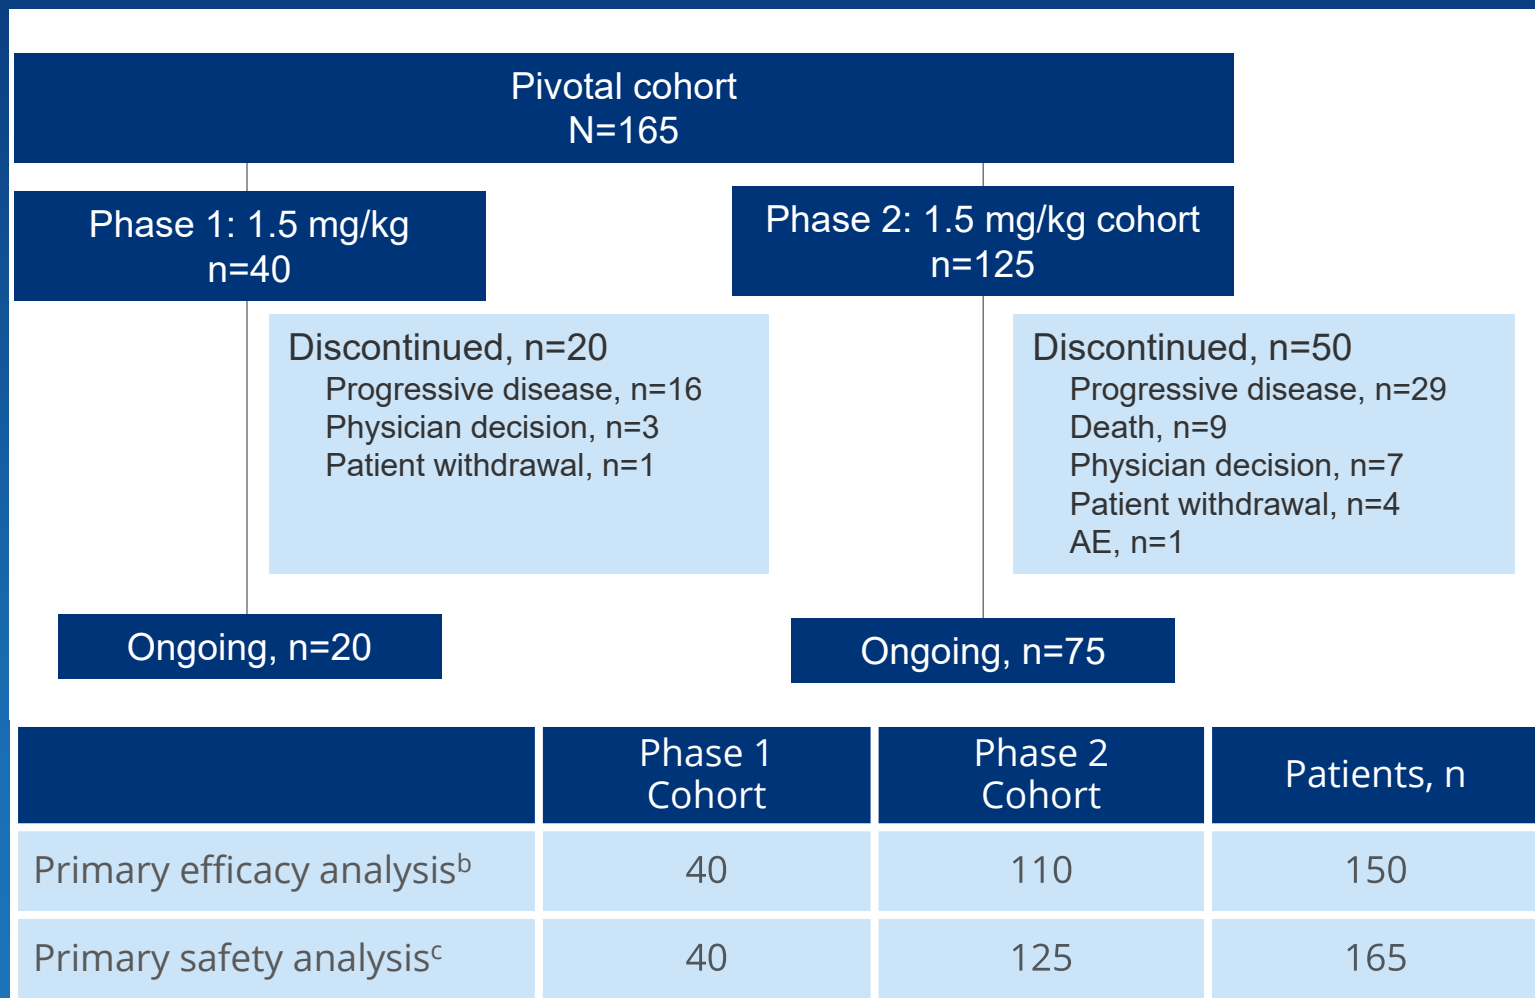 Pivotal cohort
N=165
Phase 1: 1.5 mg/kg
n=40
Phase 2: 1.5 mg/kg cohort
n=125
Discontinued, n=20
Progressive disease, n=16
Physician decision, n=3
Patient withdrawal, n=1
Discontinued, n=50
Progressive disease, n=29
Death, n=9
Physician decision, n=7
Patient withdrawal, n=4
AE, n=1
Ongoing, n=20
Ongoing, n=75
Phase 1 Cohort
Phase 2 Cohort
Patients, n
Primary efficacy analysisᵇ 40 110 150
Primary safety analysisᶜ 40 125 165